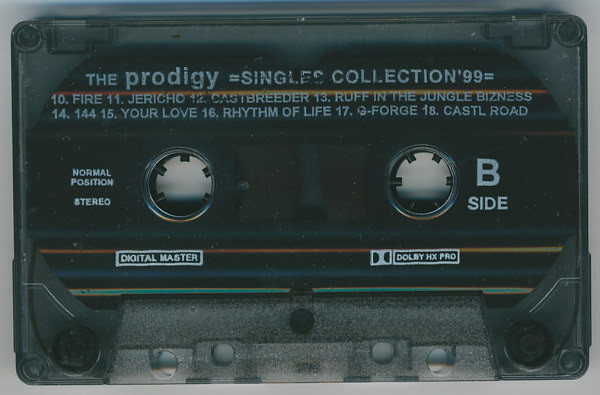 THE prodigy =SINGLES COLLECTION'99=
10. FIRE 11. JERICHO 12. CASTBREEDER 13. RUFF IN THE JUNGLE BIZNESS
14. 144 15. YOUR LOVE 16. RHYTHM OF LIFE 17. G-FORGE 18. CASTL ROAD
NORMAL
POSITION
STEREO
B
SIDE
DIGITAL MASTER
DOLBY HX PRO